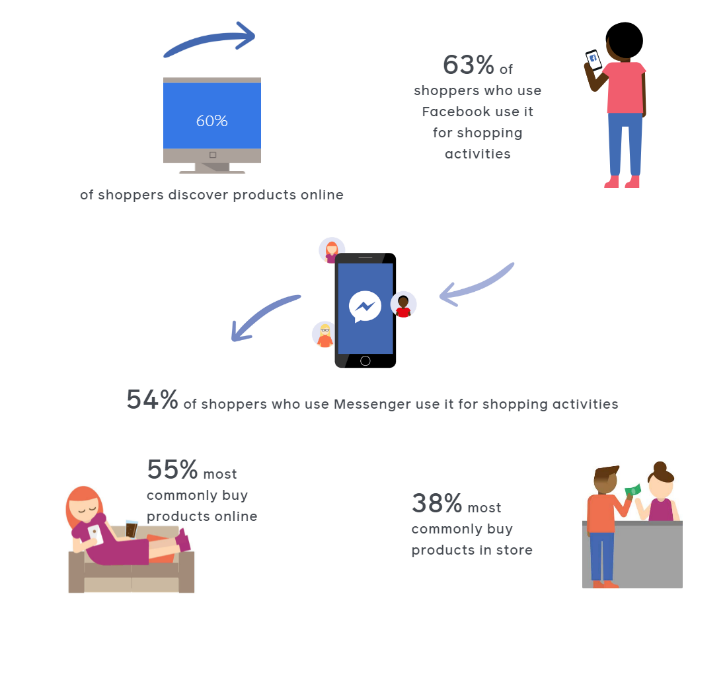 60%
of shoppers discover products online
63% of
shoppers who use
Facebook use it
for shopping
activities
54% of shoppers who use Messenger use it for shopping activities
55% most
commonly buy
products online
38% most
commonly buy
products in store